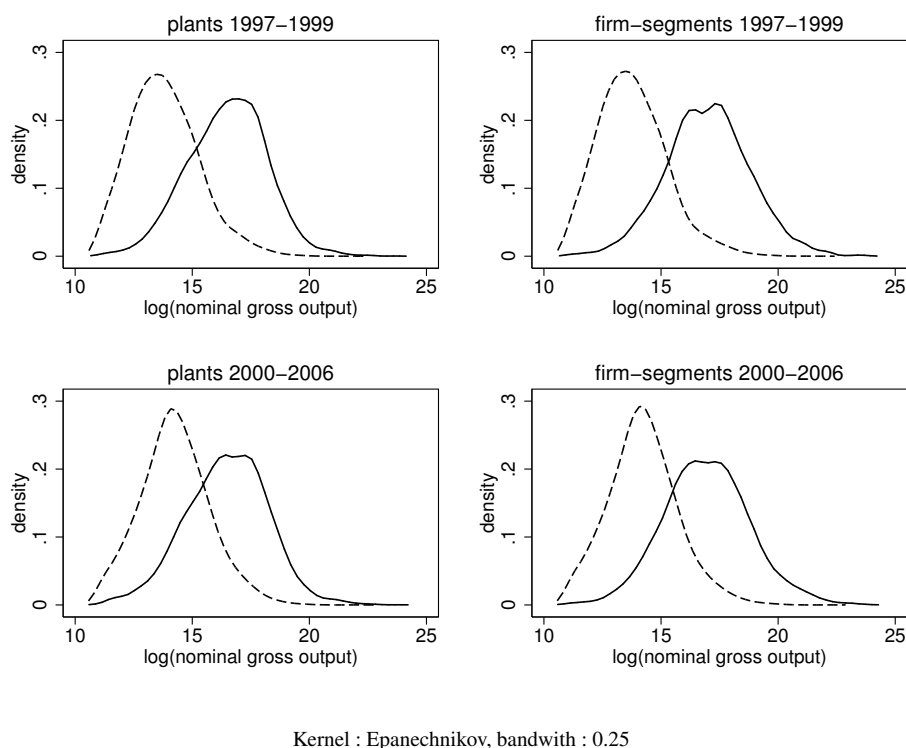 plants 1997−1999
.3
.2
.1
0
density
10 15 20 25
log(nominal gross output)
firm−segments 1997−1999
.3
.2
.1
0
density
10 15 20 25
log(nominal gross output)
plants 2000−2006
.3
.2
.1
0
density
10 15 20 25
log(nominal gross output)
firm−segments 2000−2006
.3
.2
.1
0
density
10 15 20 25
log(nominal gross output)
Kernel : Epanechnikov, bandwith : 0.25